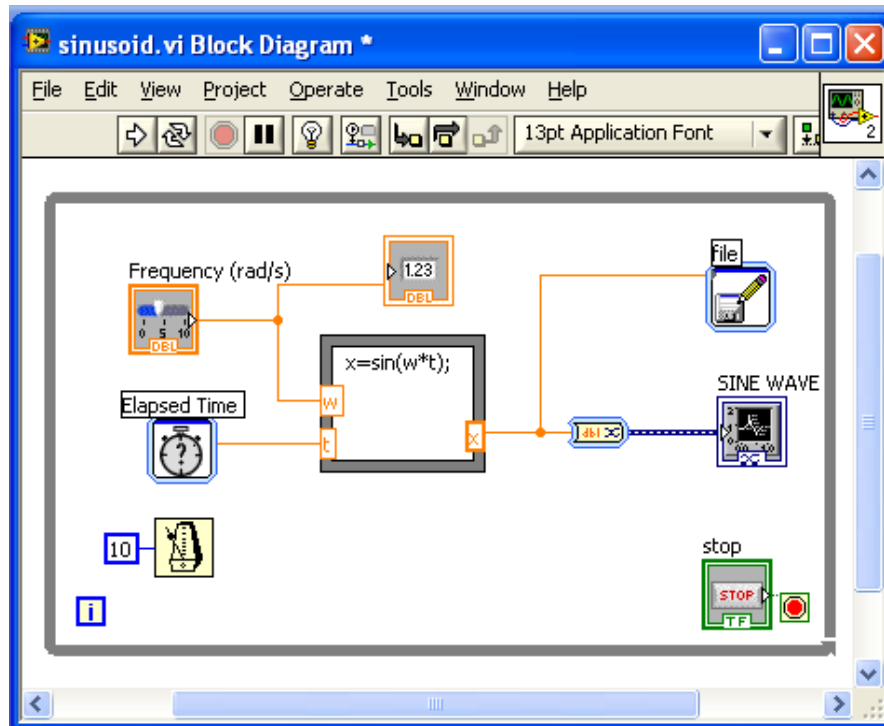 sinusoid.vi Block Diagram *
File Edit View Project Operate Tools Window Help
13pt Application Font
2
file
Frequency (rad/s)
1.23
DBL
0 5 10
DBL
x=sin(w*t);
SINE WAVE
w
Elapsed Time
x
dbl
t
?
10
stop
STOP
TF
i